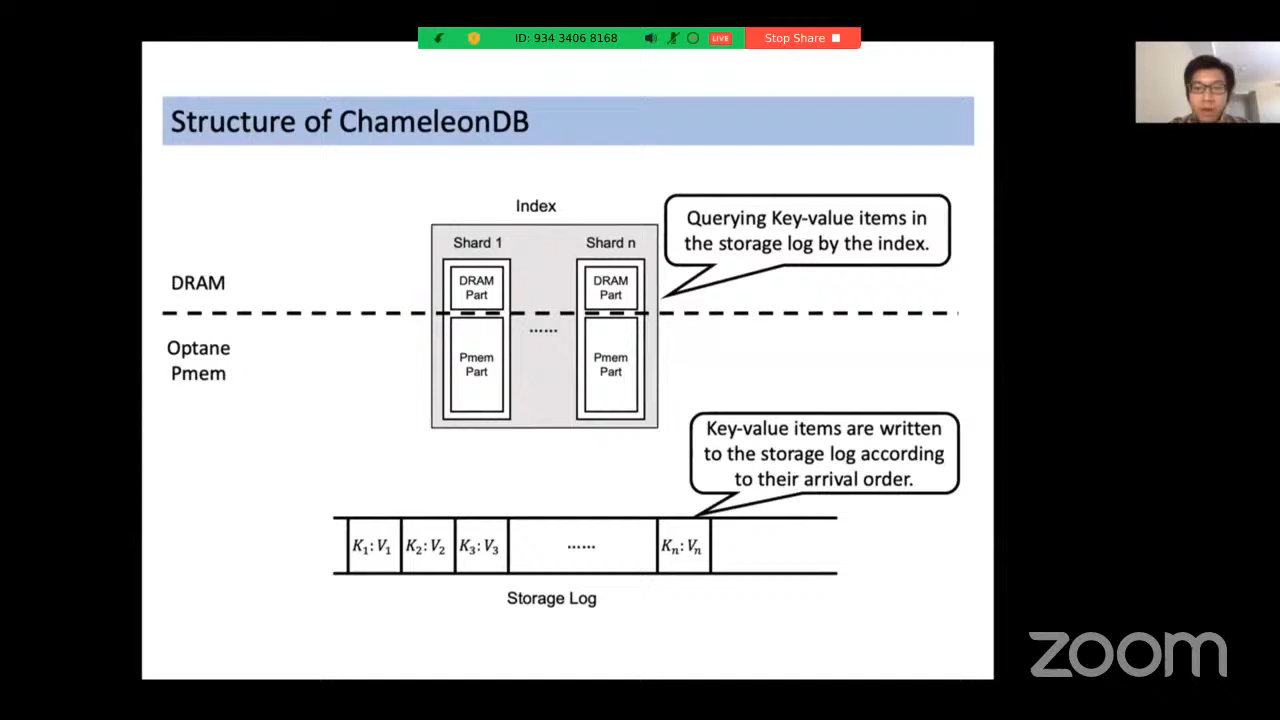 ID: 934 3406 8168
LIVE
Stop Share
Structure of ChameleonDB
Index
Shard 1
Shard n
DRAM
Part
DRAM
Part
Querying Key-value items in
the storage log by the index.
DRAM
......
Optane
Pmem
Pmem
Part
Pmem
Part
Key-value items are written
to the storage log according
to their arrival order.
K₁: V₁
K₂: V₂
K₃: V₃
......
Kₙ: Vₙ
Storage Log
zoom